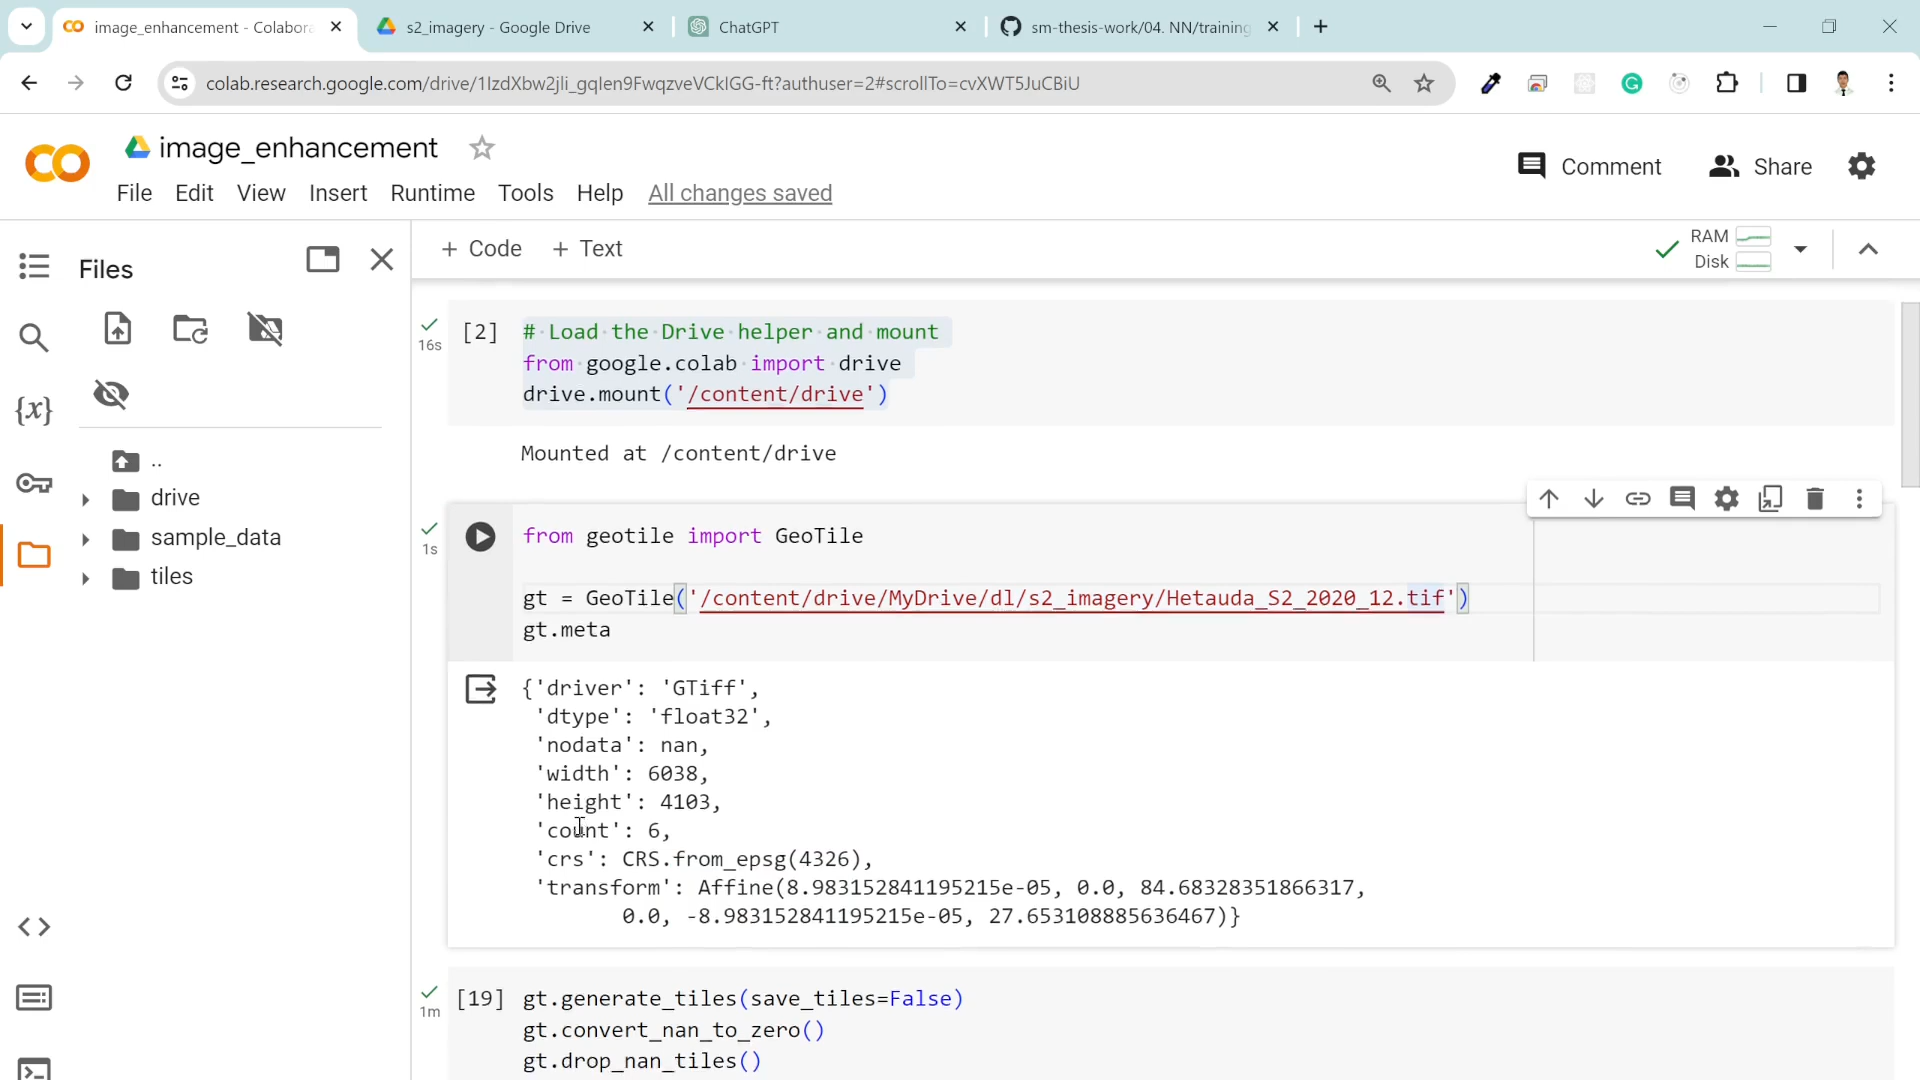 image_enhancement - Colabora
s2_imagery - Google Drive
ChatGPT
sm-thesis-work/04. NN/training
colab.research.google.com/drive/1IzdXbw2jli_gqIen9FwqzveVCkIGG-ft?authuser=2#scrollTo=cvXWT5JuCBiU
image_enhancement
Comment
Share
File Edit View Insert Runtime Tools Help All changes saved
Files
+ Code + Text
RAM
Disk
..
drive
sample_data
tiles
{x}
16s
[2]
# Load the Drive helper and mount
from google.colab import drive
drive.mount('/content/drive')
Mounted at /content/drive
1s
from geotile import GeoTile
gt = GeoTile('/content/drive/MyDrive/dl/s2_imagery/Hetauda_S2_2020_12.tif')
gt.meta
{'driver': 'GTiff',
'dtype': 'float32',
'nodata': nan,
'width': 6038,
'height': 4103,
'count': 6,
'crs': CRS.from_epsg(4326),
'transform': Affine(8.983152841195215e-05, 0.0, 84.68328351866317,
0.0, -8.983152841195215e-05, 27.653108885636467)}
1m
[19]
gt.generate_tiles(save_tiles=False)
gt.convert_nan_to_zero()
gt.drop_nan_tiles()